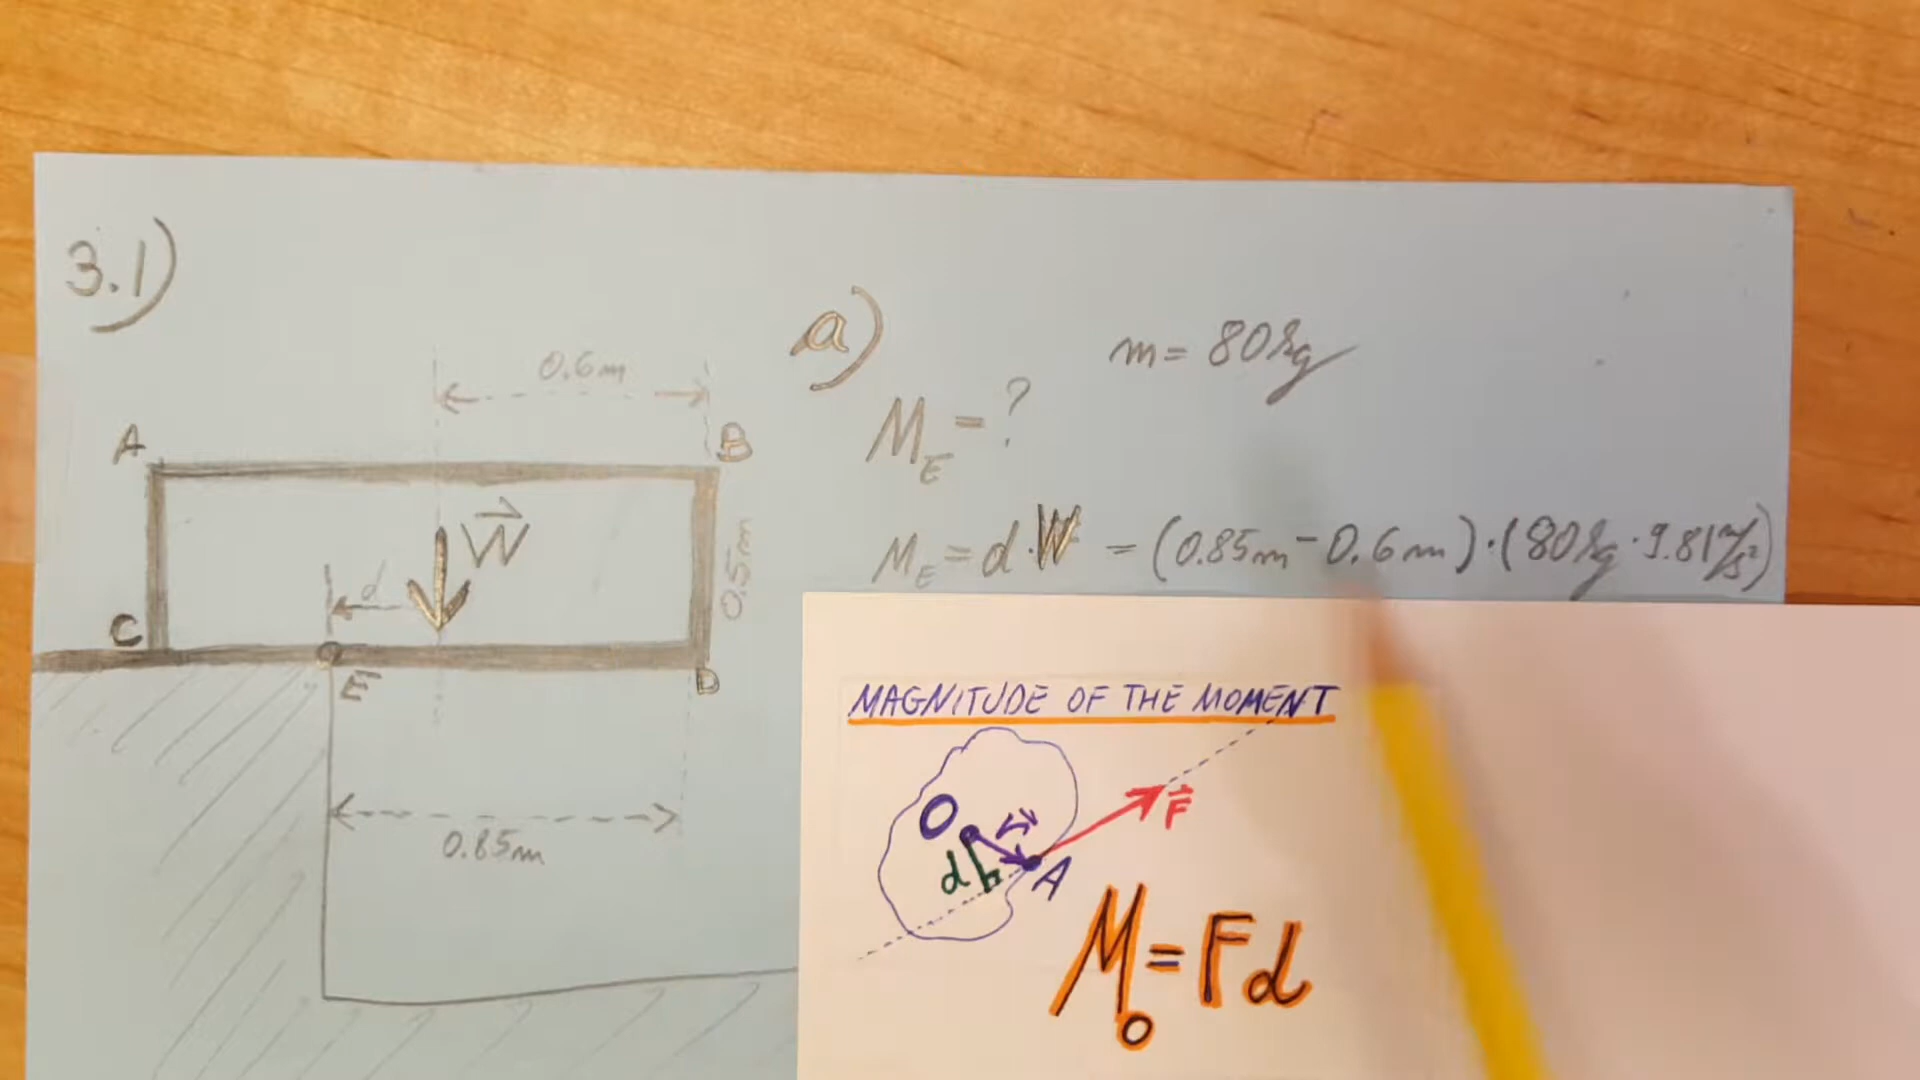 3.1)
0.6m
A
B
W
0.5m
d
C
E
D
0.85m
a)
m = 80kg
M_E = ?
M_E = d·W = (0.85m - 0.6m)·(80kg·9.81 m/s²)
MAGNITUDE OF THE MOMENT
O
r
F
d
A
M_O = Fd